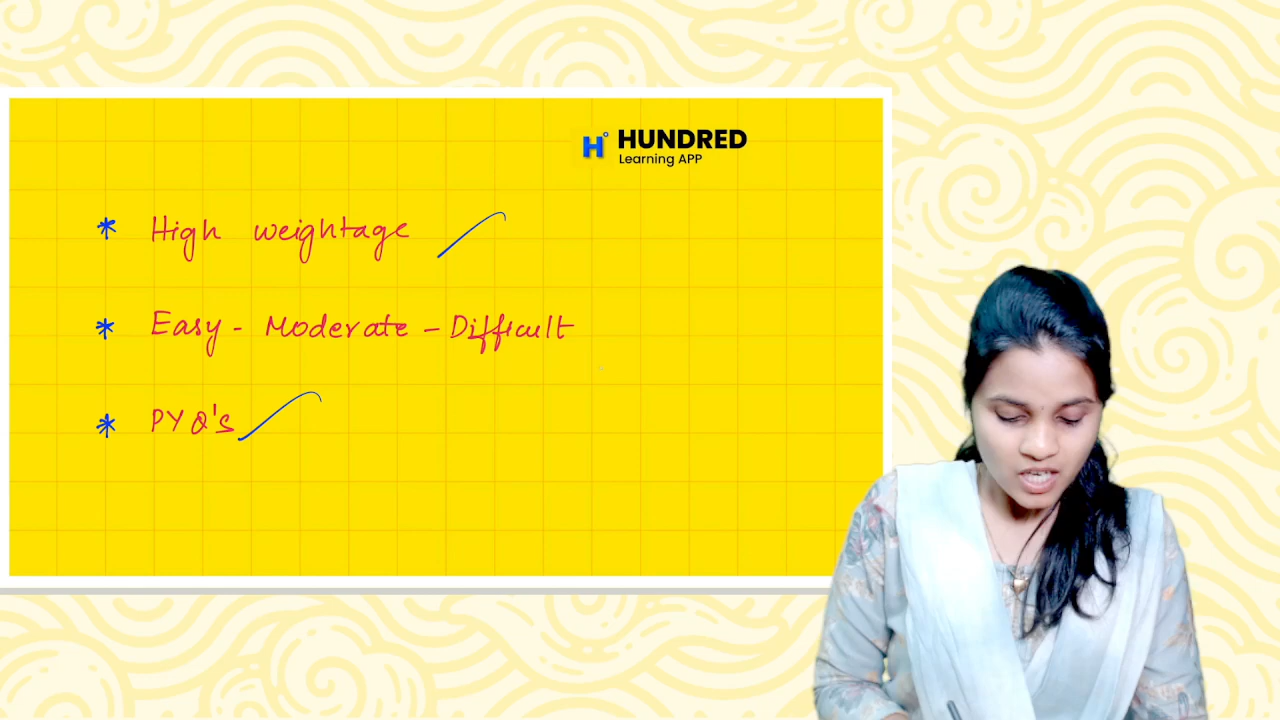 H° HUNDRED
Learning APP
* High weightage ✓
* Easy - Moderate - Difficult
* PYQ's ✓